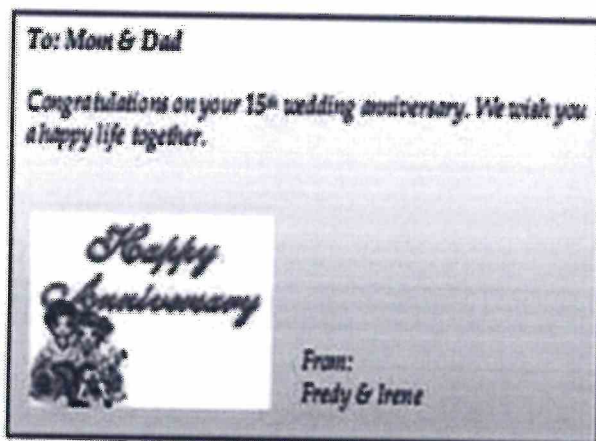 To: Mom & Dad
Congratulations on your 15th wedding anniversary. We wish you
a happy life together.
Happy
Anniversary
From:
Fredy & Irene